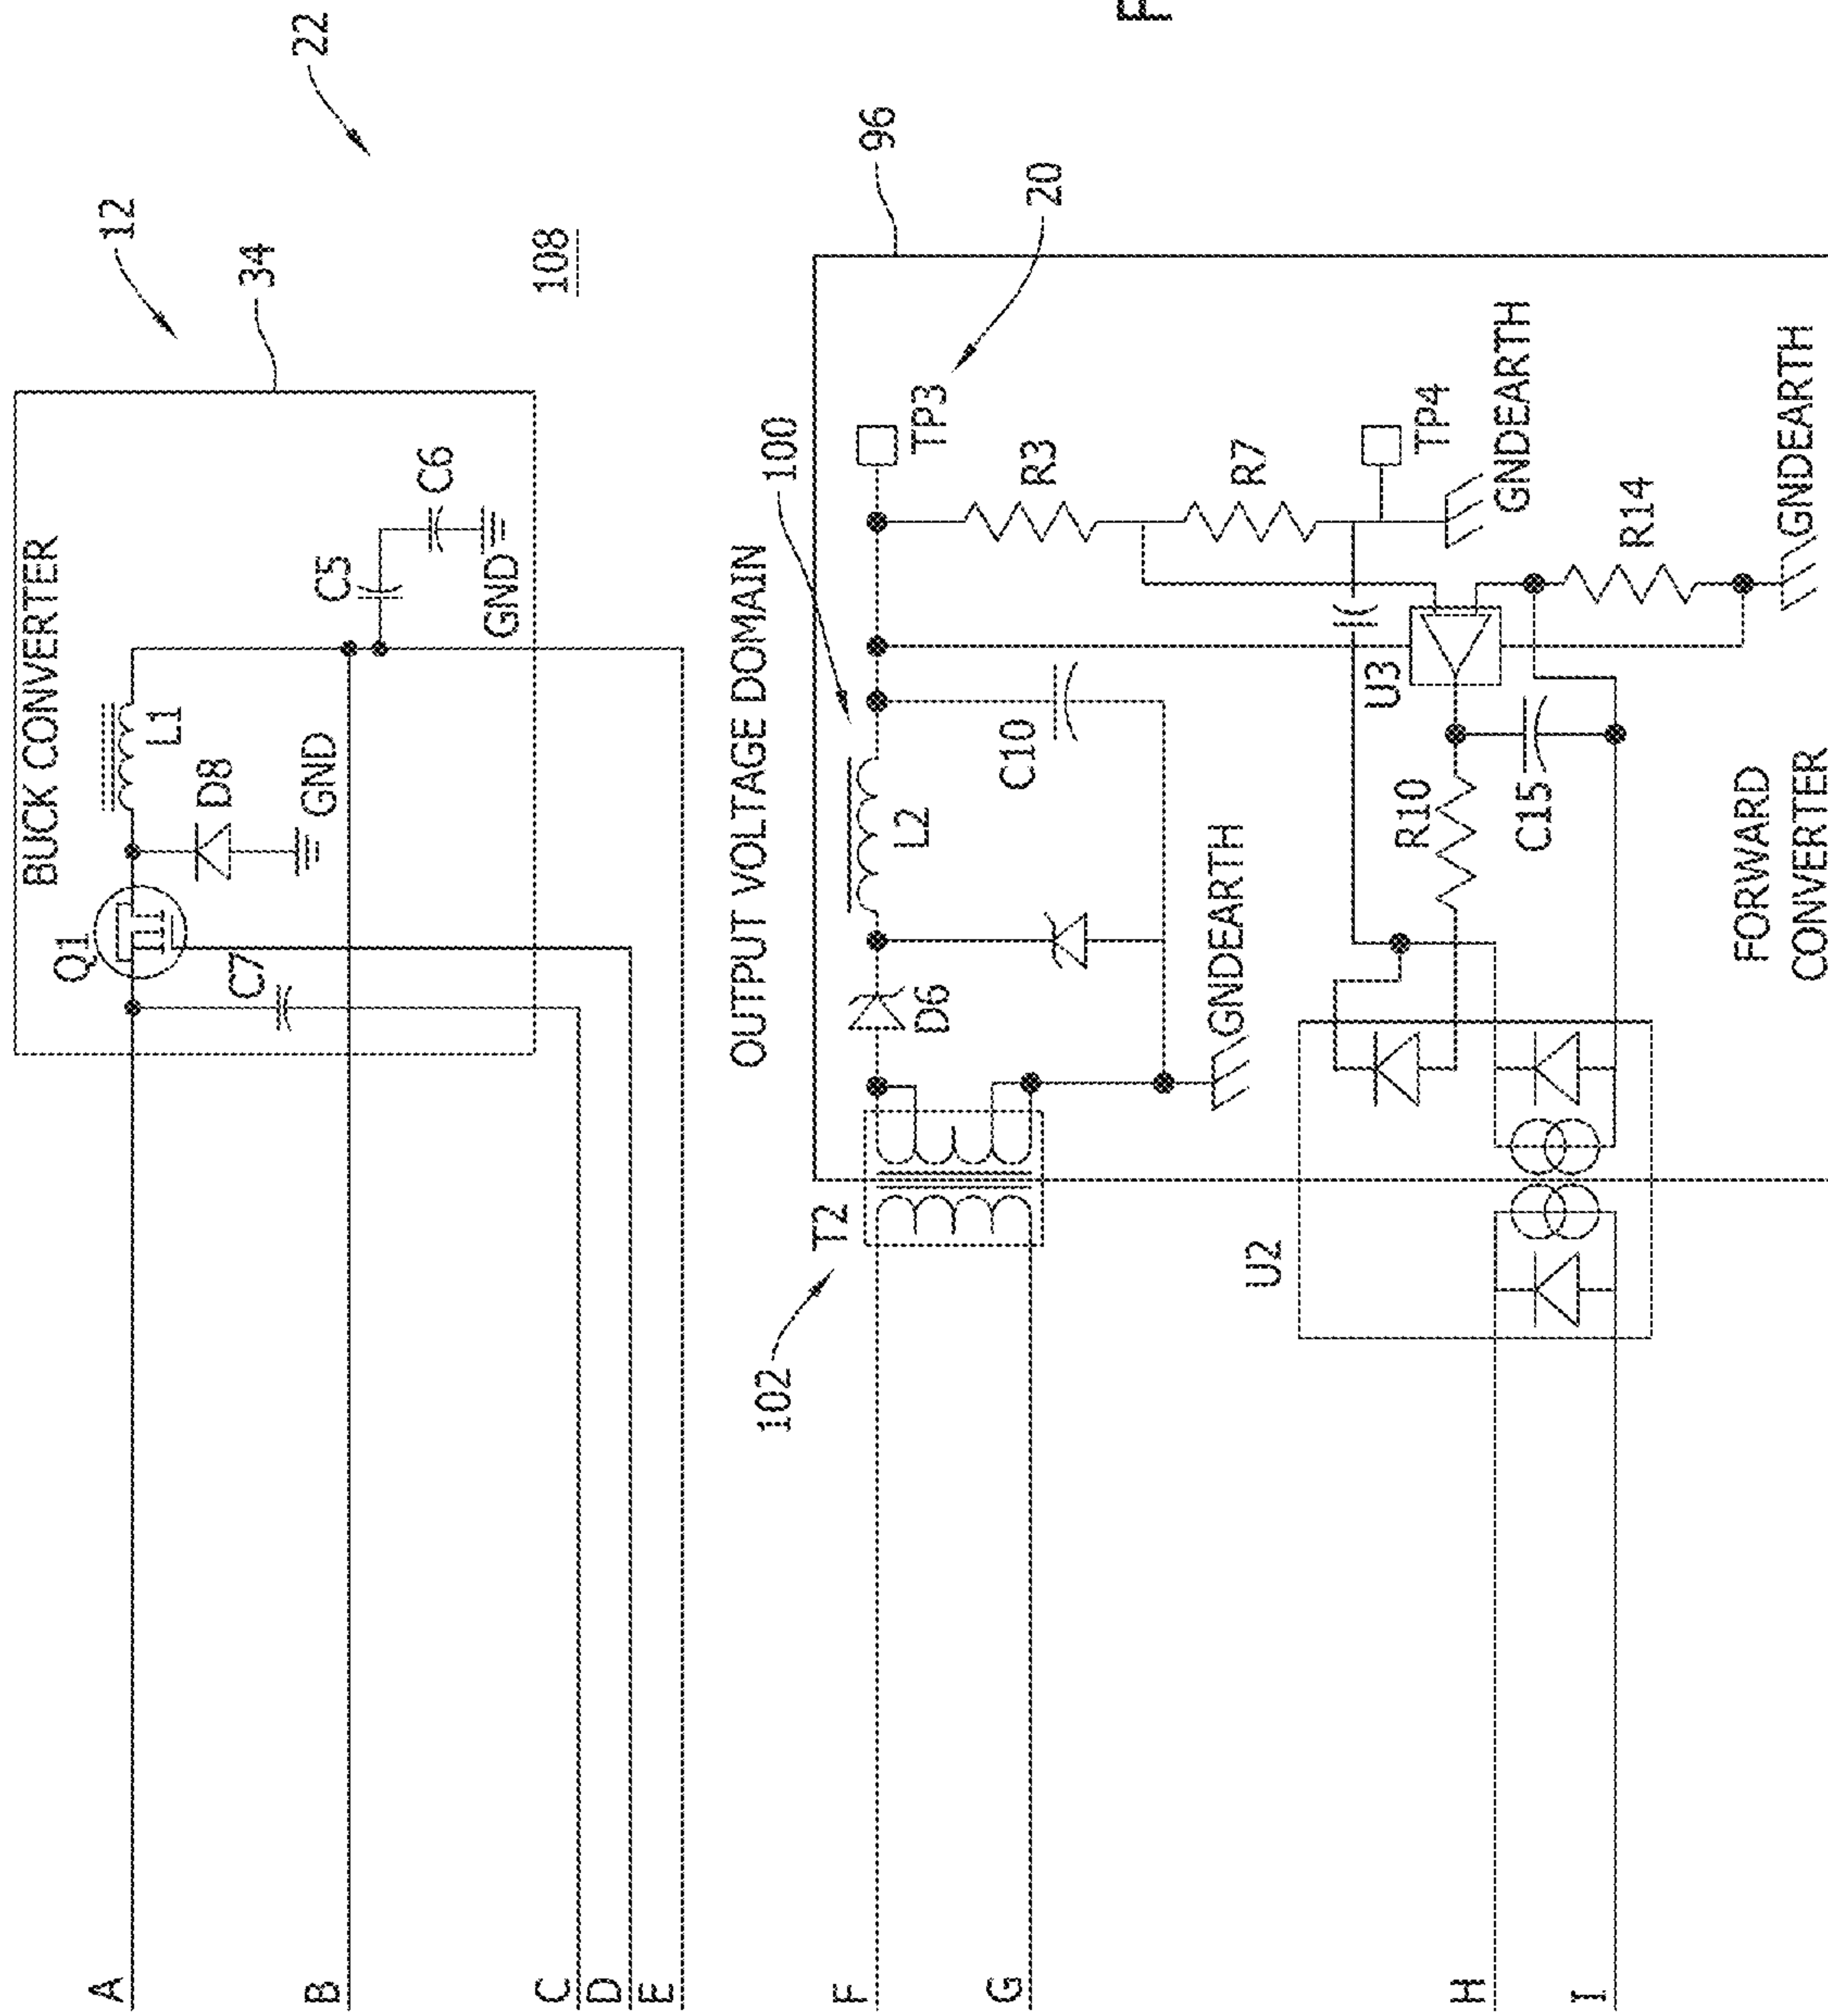 22
12
34
BUCK CONVERTER
Q1
L1
D8
GND
C7
C5
C6
GND
108
A
B
C
D
E
OUTPUT VOLTAGE DOMAIN
96
20
100
102
T2
D6
L2
TP3
C10
R3
GNDEARTH
R7
TP4
GNDEARTH
U3
U2
R10
C15
R14
GNDEARTH
FORWARD
CONVERTER
F
G
H
I